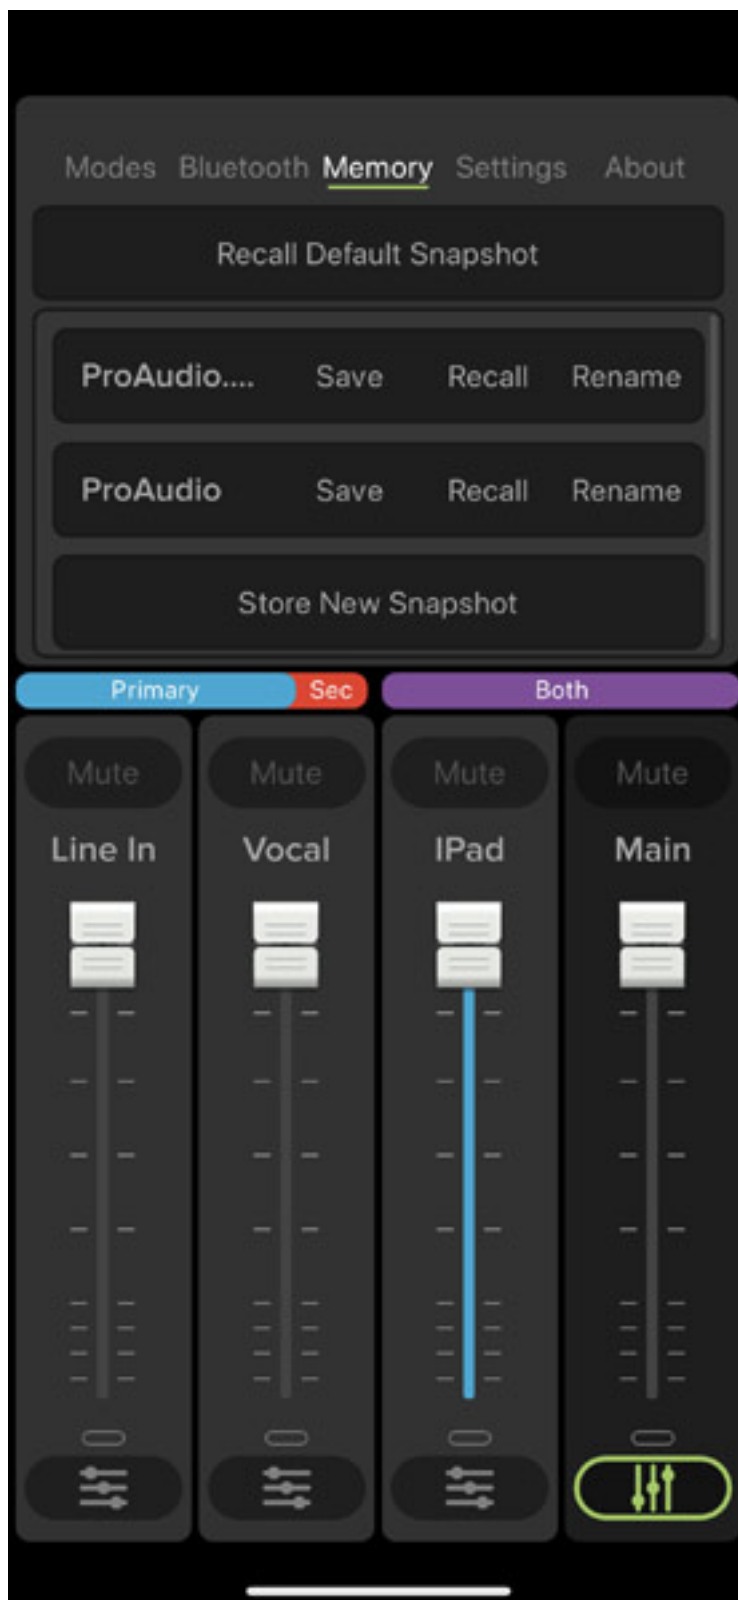 Modes Bluetooth Memory Settings About
Recall Default Snapshot
ProAudio.... Save Recall Rename
ProAudio Save Recall Rename
Store New Snapshot
Primary Sec Both
Mute Mute Mute Mute
Line In Vocal IPad Main